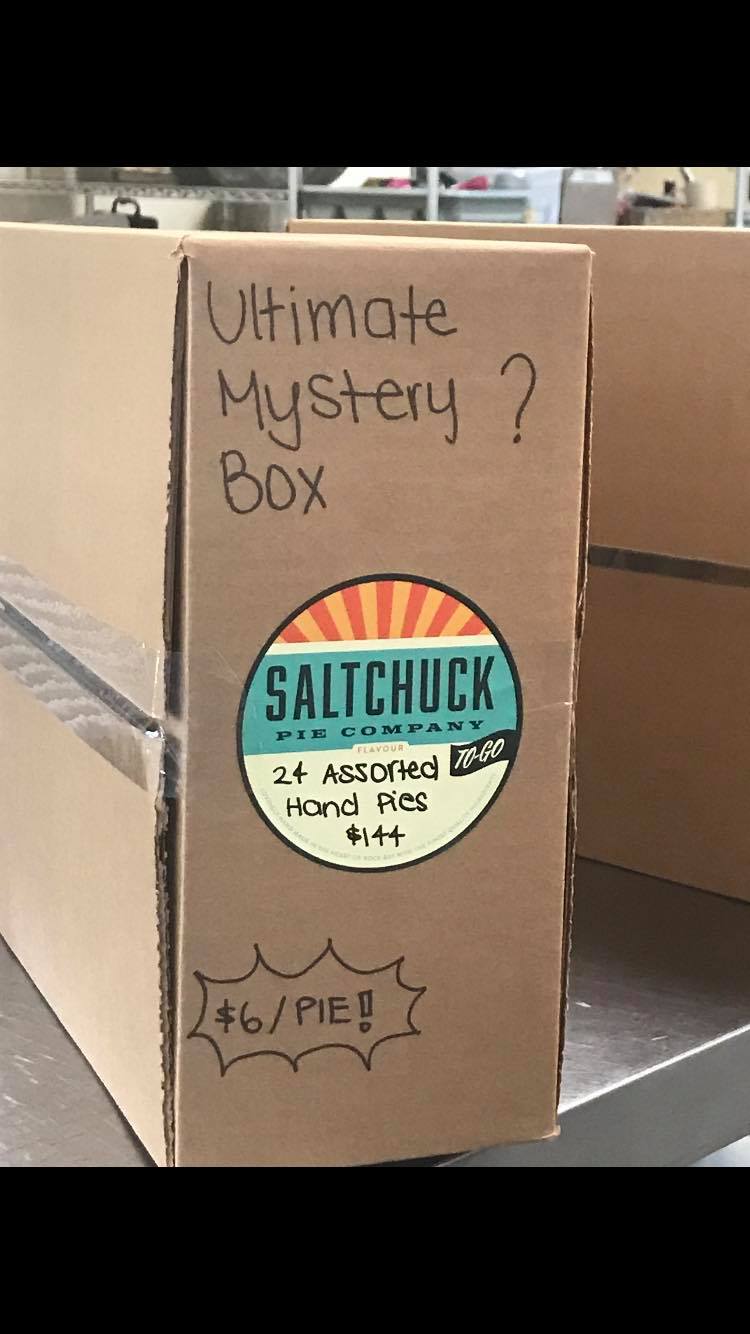 Ultimate
Mystery ?
Box
SALTCHUCK
PIE COMPANY
FLAVOUR
TO-GO
24 Assorted
Hand Pies
$144
$6/PIE!!